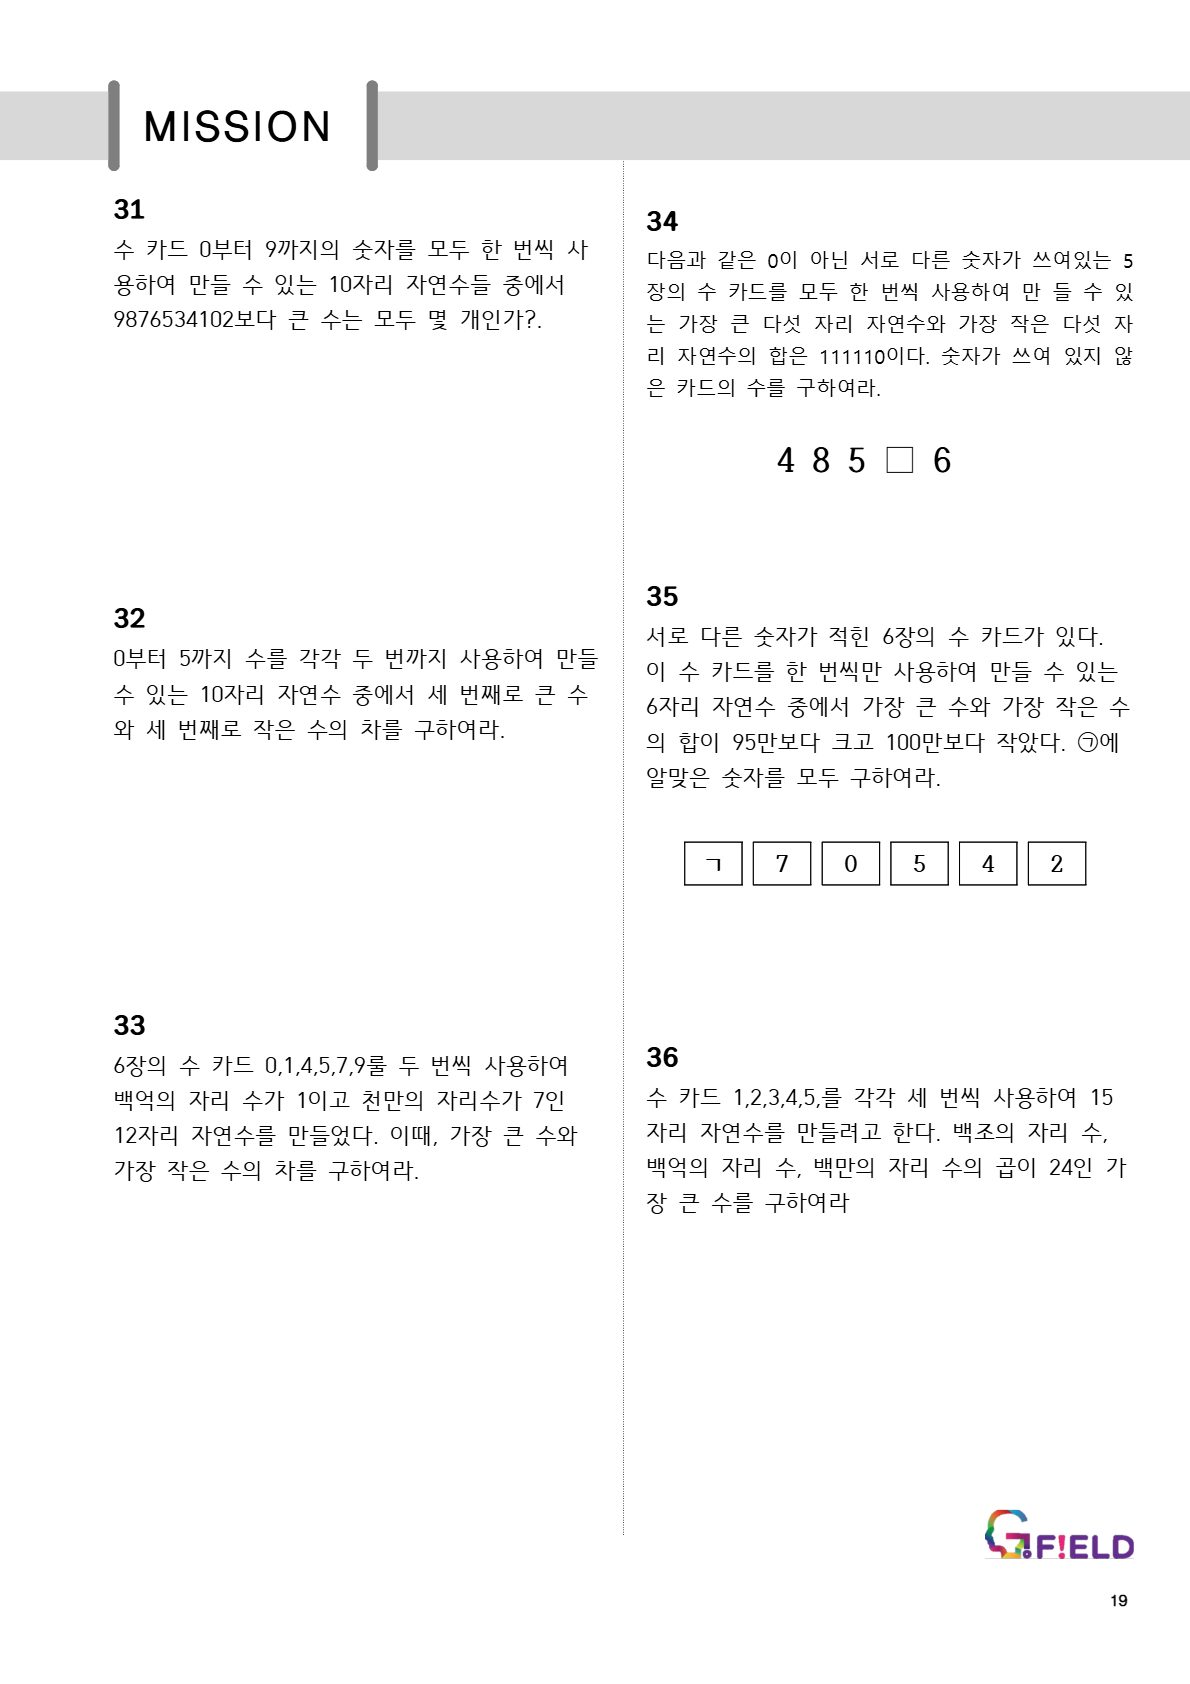 MISSION
31
수 카드 0부터 9까지의 숫자를 모두 한 번씩 사
용하여 만들 수 있는 10자리 자연수들 중에서
9876534102보다 큰 수는 모두 몇 개인가?.
32
0부터 5까지 수를 각각 두 번까지 사용하여 만들
수 있는 10자리 자연수 중에서 세 번째로 큰 수
와 세 번째로 작은 수의 차를 구하여라.
33
6장의 수 카드 0,1,4,5,7,9룰 두 번씩 사용하여
백억의 자리 수가 1이고 천만의 자리수가 7인
12자리 자연수를 만들었다. 이때, 가장 큰 수와
가장 작은 수의 차를 구하여라.
34
다음과 같은 0이 아닌 서로 다른 숫자가 쓰여있는 5
장의 수 카드를 모두 한 번씩 사용하여 만 들 수 있
는 가장 큰 다섯 자리 자연수와 가장 작은 다섯 자
리 자연수의 합은 111110이다. 숫자가 쓰여 있지 않
은 카드의 수를 구하여라.
4 8 5 □ 6
35
서로 다른 숫자가 적힌 6장의 수 카드가 있다.
이 수 카드를 한 번씩만 사용하여 만들 수 있는
6자리 자연수 중에서 가장 큰 수와 가장 작은 수
의 합이 95만보다 크고 100만보다 작았다. ㉠에
알맞은 숫자를 모두 구하여라.
ㄱ 7 0 5 4 2
36
수 카드 1,2,3,4,5,를 각각 세 번씩 사용하여 15
자리 자연수를 만들려고 한다. 백조의 자리 수,
백억의 자리 수, 백만의 자리 수의 곱이 24인 가
장 큰 수를 구하여라
G.F!ELD
19